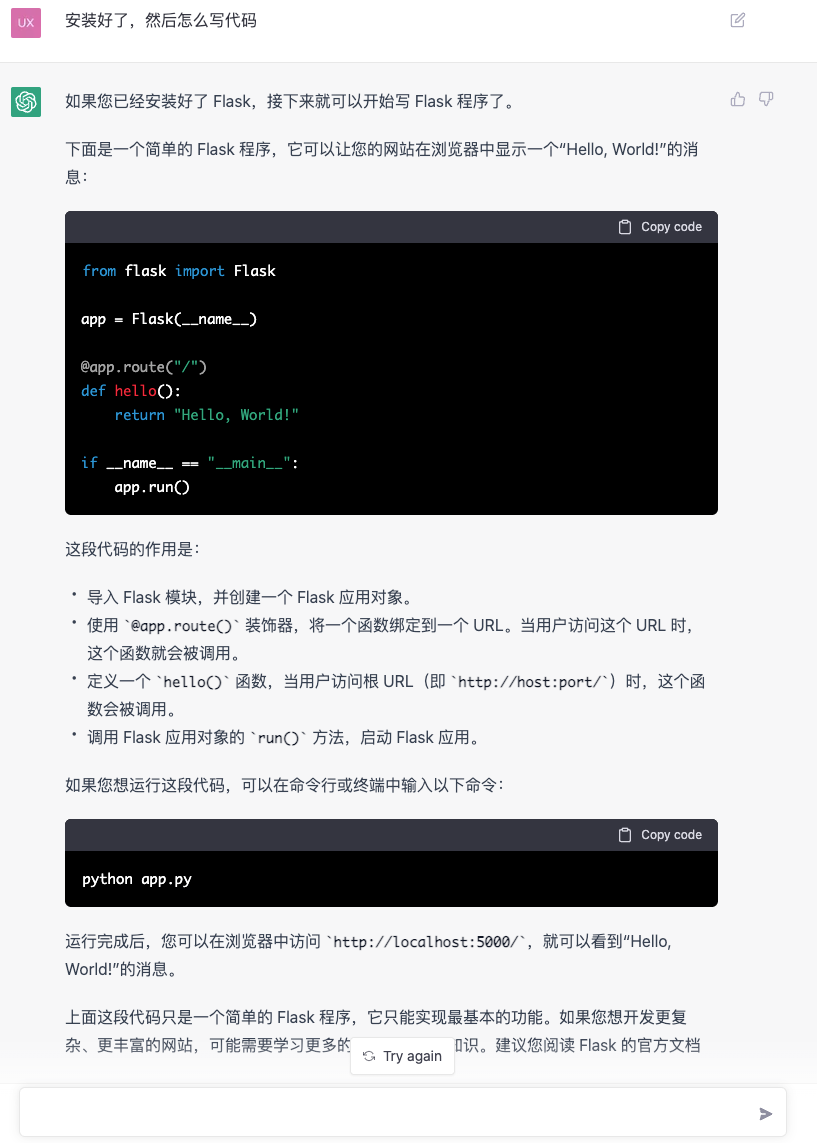 UX
安装好了，然后怎么写代码
如果您已经安装好了 Flask，接下来就可以开始写 Flask 程序了。
下面是一个简单的 Flask 程序，它可以让您的网站在浏览器中显示一个“Hello, World!”的消
息：
Copy code
from flask import Flask
app = Flask(__name__)
@app.route("/")
def hello():
    return "Hello, World!"
if __name__ == "__main__":
    app.run()
这段代码的作用是：
• 导入 Flask 模块，并创建一个 Flask 应用对象。
• 使用 `@app.route()` 装饰器，将一个函数绑定到一个 URL。当用户访问这个 URL 时，
这个函数就会被调用。
• 定义一个 `hello()` 函数，当用户访问根 URL（即 `http://host:port/`）时，这个函
数会被调用。
• 调用 Flask 应用对象的 `run()` 方法，启动 Flask 应用。
如果您想运行这段代码，可以在命令行或终端中输入以下命令：
Copy code
python app.py
运行完成后，您可以在浏览器中访问 `http://localhost:5000/`，就可以看到“Hello,
World!”的消息。
上面这段代码只是一个简单的 Flask 程序，它只能实现最基本的功能。如果您想开发更复
杂、更丰富的网站，可能需要学习更多的 识。建议您阅读 Flask 的官方文档
Try again